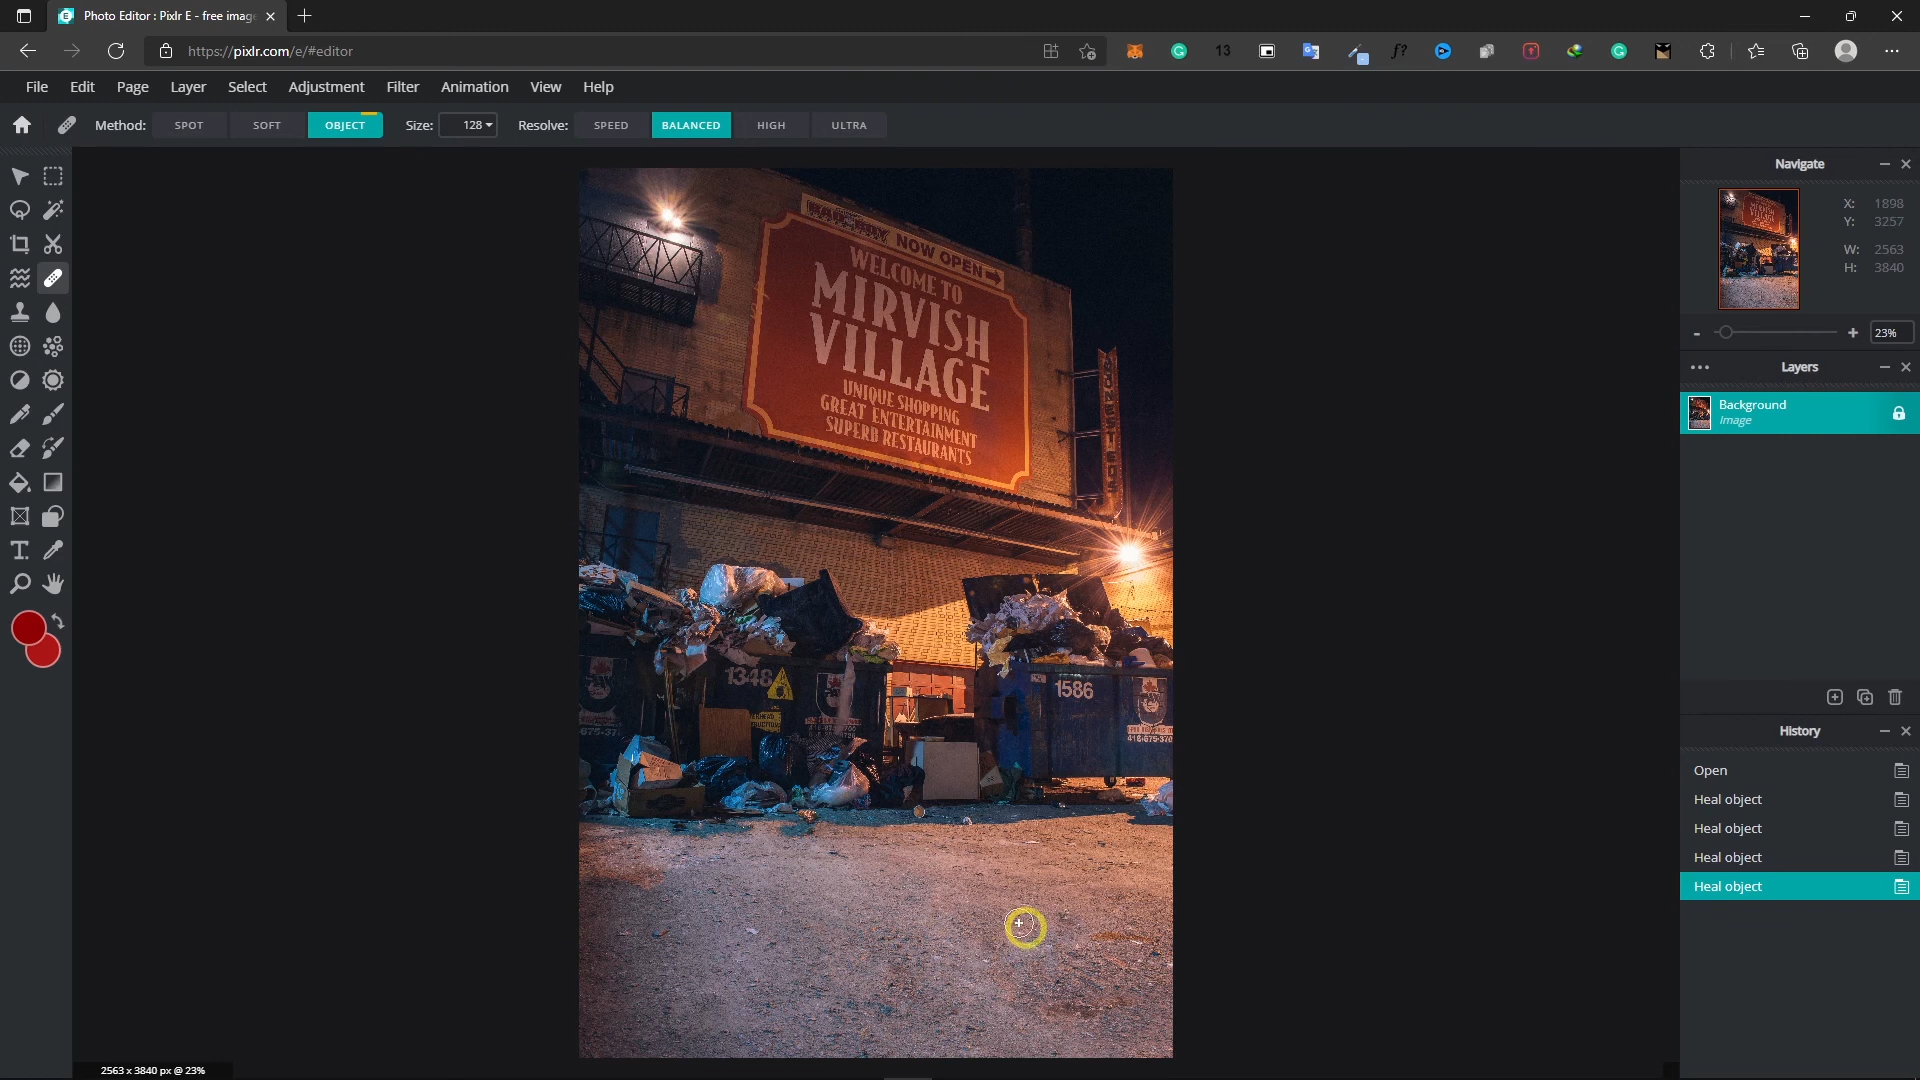 Photo Editor : Pixlr E - free image
https://pixlr.com/e/#editor
13
f?
File Edit Page Layer Select Adjustment Filter Animation View Help
Method: SPOT SOFT OBJECT Size: 128 Resolve: SPEED BALANCED HIGH ULTRA
Navigate
X: 1898
Y: 3257
W: 2563
H: 3840
- + 23%
Layers
Background
Image
History
Open
Heal object
Heal object
Heal object
Heal object
NOW OPEN
WELCOME TO
MIRVISH
VILLAGE
UNIQUE SHOPPING
GREAT ENTERTAINMENT
SUPERB RESTAURANTS
1348
1586
2563 x 3840 px @ 23%